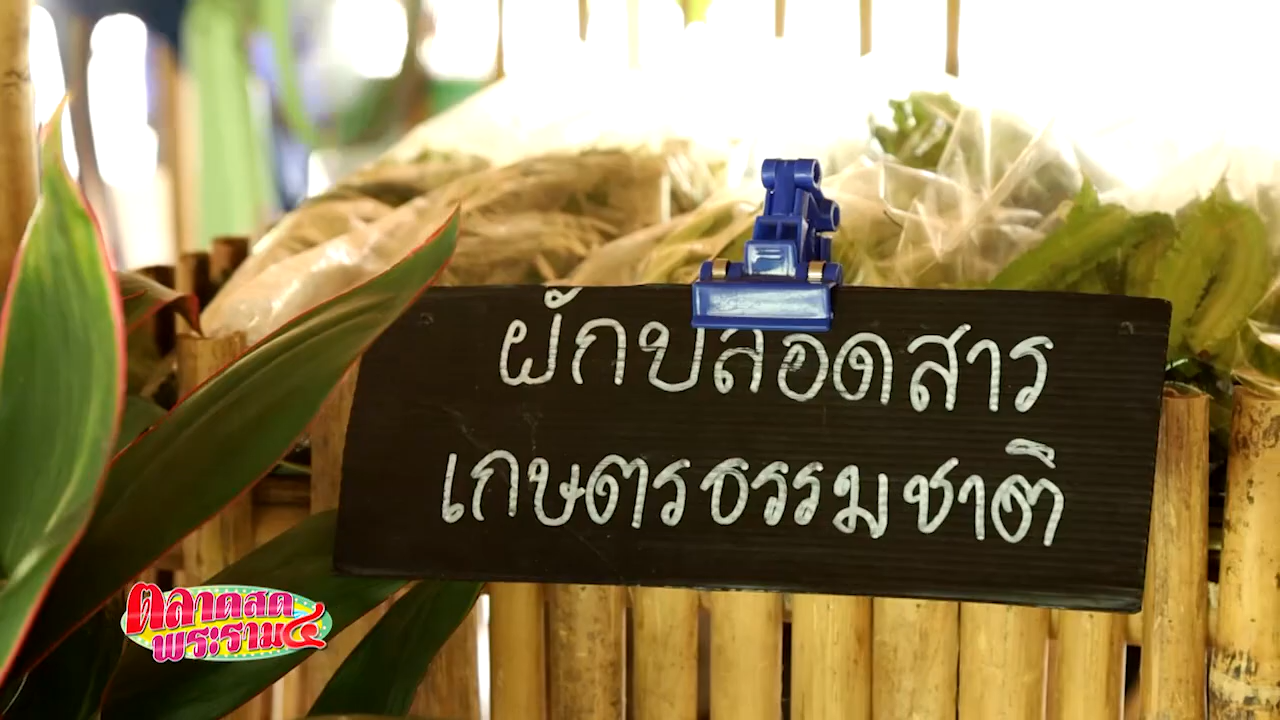 ผักปลอดสาร
เกษตรธรรมชาติ
ตลาดสด
พระราม๔